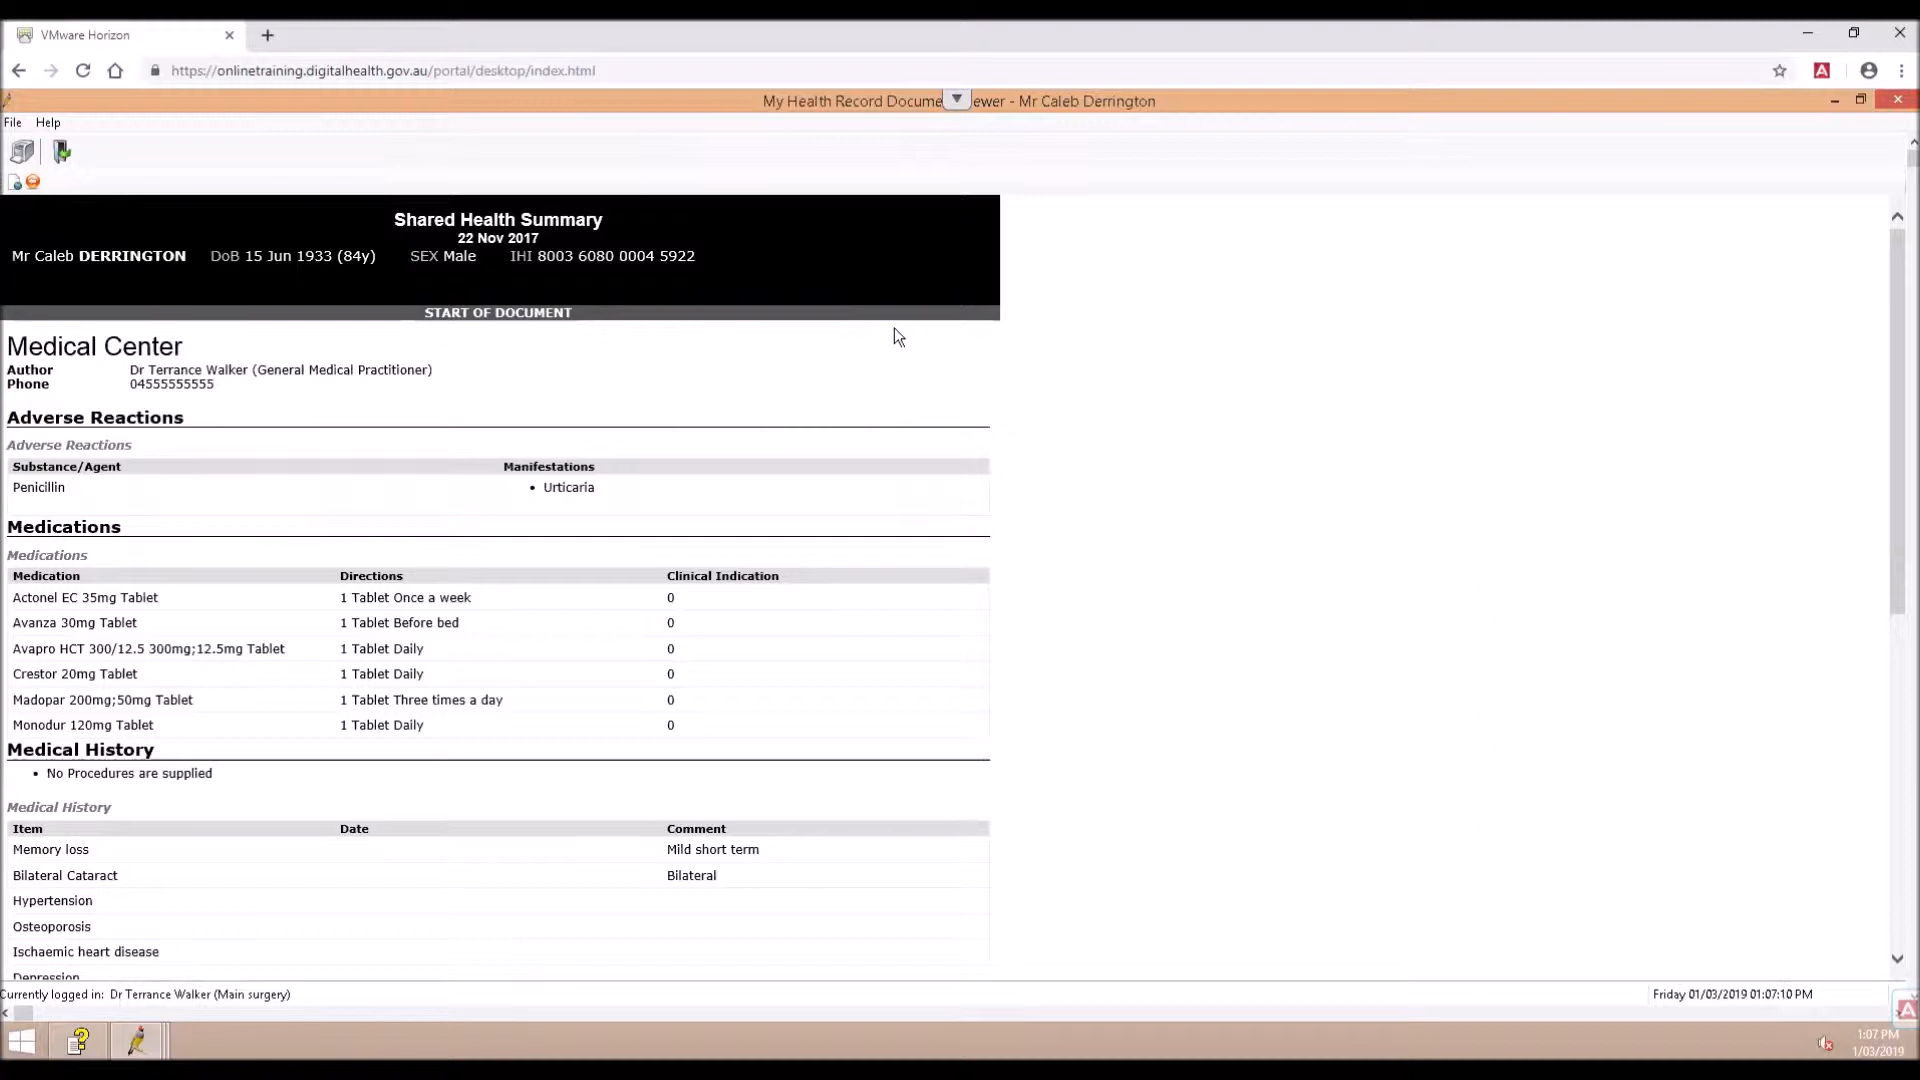 VMware Horizon
https://onlinetraining.digitalhealth.gov.au/portal/desktop/index.html
My Health Record Docume ewer - Mr Caleb Derrington
File Help
Shared Health Summary
22 Nov 2017
Mr Caleb DERRINGTON DoB 15 Jun 1933 (84y) SEX Male IHI 8003 6080 0004 5922
START OF DOCUMENT
Medical Center
Author Dr Terrance Walker (General Medical Practitioner)
Phone 04555555555
Adverse Reactions
Adverse Reactions
Substance/Agent Manifestations
Penicillin • Urticaria
Medications
Medications
Medication Directions Clinical Indication
Actonel EC 35mg Tablet 1 Tablet Once a week 0
Avanza 30mg Tablet 1 Tablet Before bed 0
Avapro HCT 300/12.5 300mg;12.5mg Tablet 1 Tablet Daily 0
Crestor 20mg Tablet 1 Tablet Daily 0
Madopar 200mg;50mg Tablet 1 Tablet Three times a day 0
Monodur 120mg Tablet 1 Tablet Daily 0
Medical History
• No Procedures are supplied
Medical History
Item Date Comment
Memory loss Mild short term
Bilateral Cataract Bilateral
Hypertension
Osteoporosis
Ischaemic heart disease
Depression
Currently logged in: Dr Terrance Walker (Main surgery) Friday 01/03/2019 01:07:10 PM
1:07 PM
1/03/2019